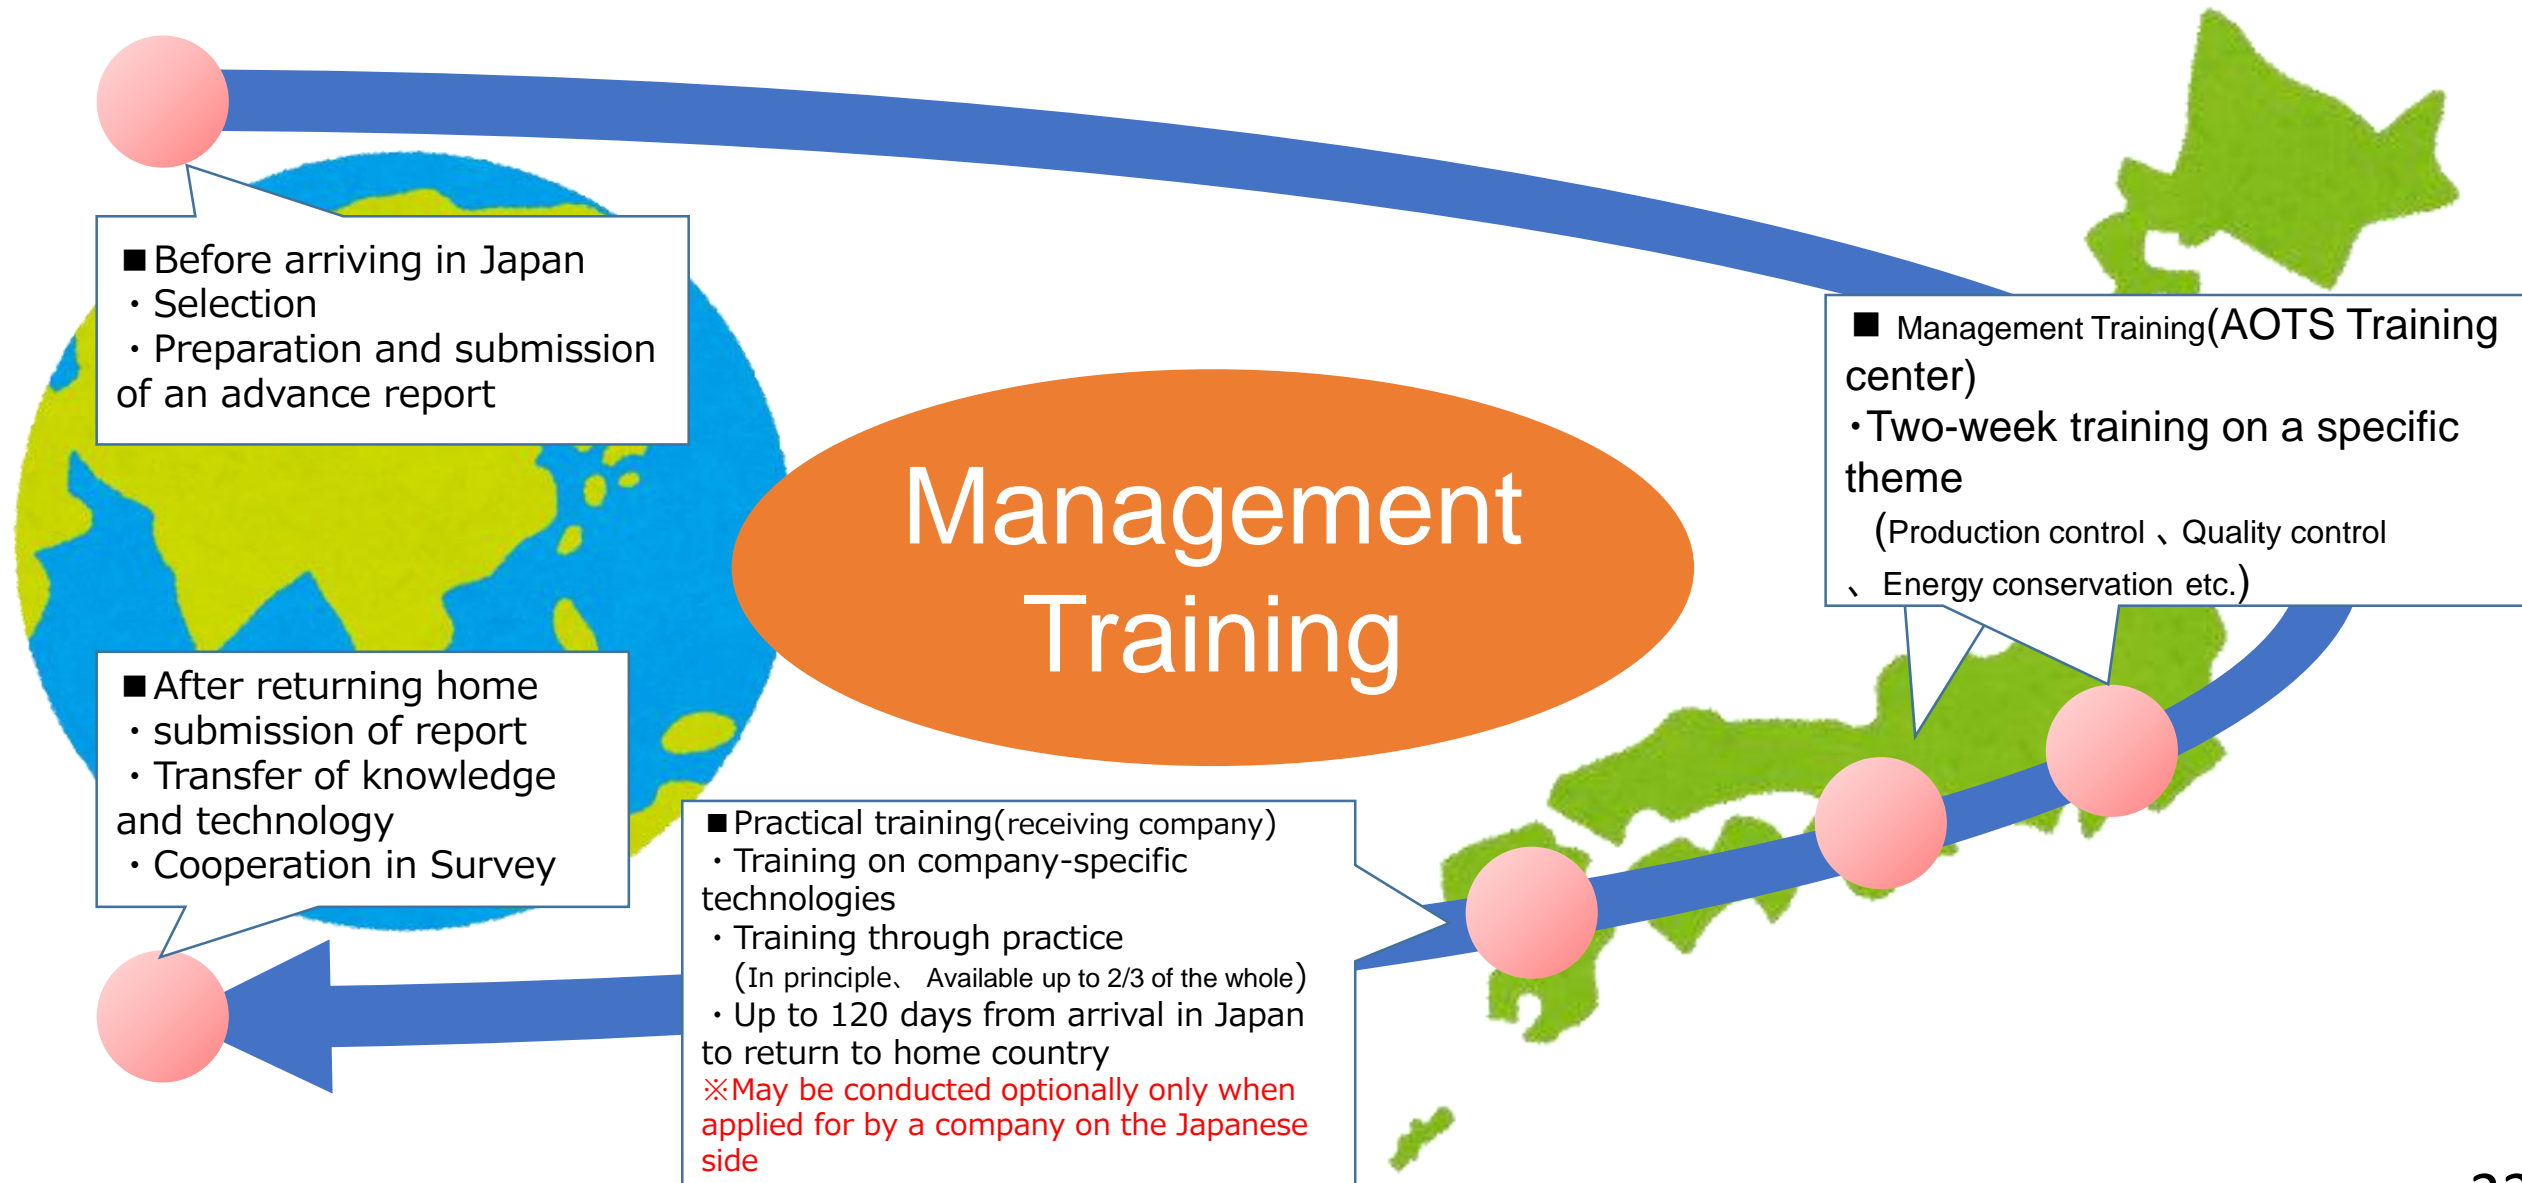 ■Before arriving in Japan
・Selection
・Preparation and submission
of an advance report
■ Management Training(AOTS Training
center)
・Two-week training on a specific
theme
(Production control 、Quality control
、Energy conservation etc.)
Management
Training
■After returning home
・submission of report
・Transfer of knowledge
and technology
・Cooperation in Survey
■Practical training(receiving company)
・Training on company-specific
technologies
・Training through practice
(In principle、 Available up to 2/3 of the whole)
・Up to 120 days from arrival in Japan
to return to home country
※May be conducted optionally only when
applied for by a company on the Japanese
side